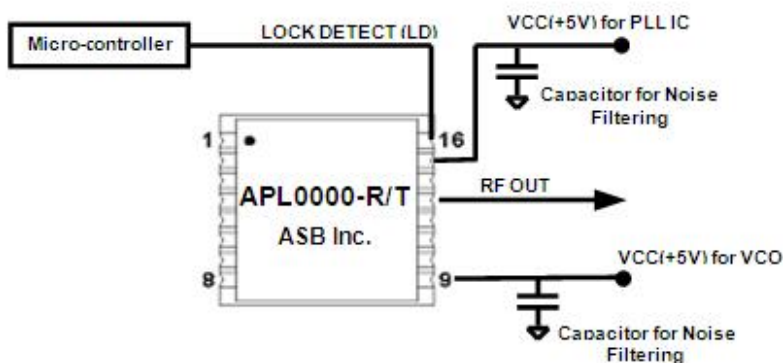 VCC(+5V) for PLL IC
LOCK DETECT (LD)
Micro-controller
Capacitor for Noise
Filtering
1
16
APL0000-R/T
RF OUT
ASB Inc.
VCC(+5V) for VCO
8
9
Capacitor for Noise
Filtering